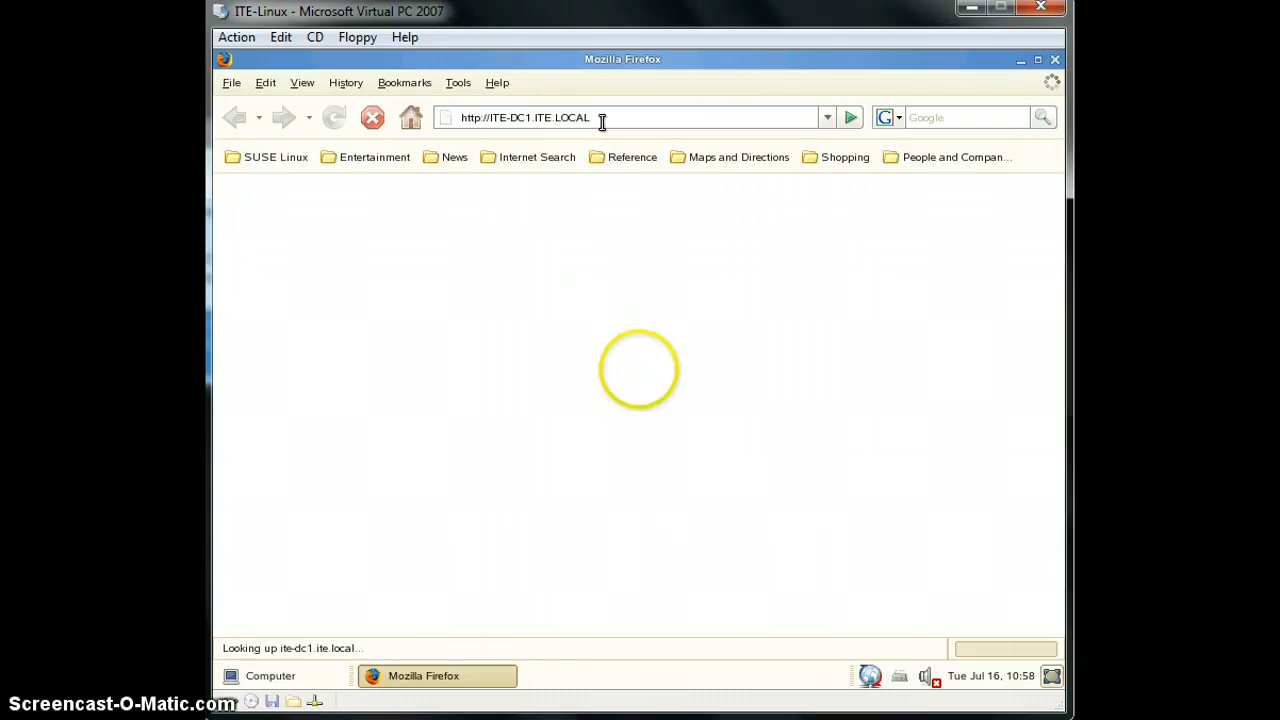 ITE-Linux - Microsoft Virtual PC 2007
Action Edit CD Floppy Help
Mozilla Firefox
File Edit View History Bookmarks Tools Help
http://ITE-DC1.ITE.LOCAL
G Google
SUSE Linux Entertainment News Internet Search Reference Maps and Directions Shopping People and Compan...
Looking up ite-dc1.ite.local...
Computer Mozilla Firefox Tue Jul 16, 10:58
Screencast-O-Matic.com